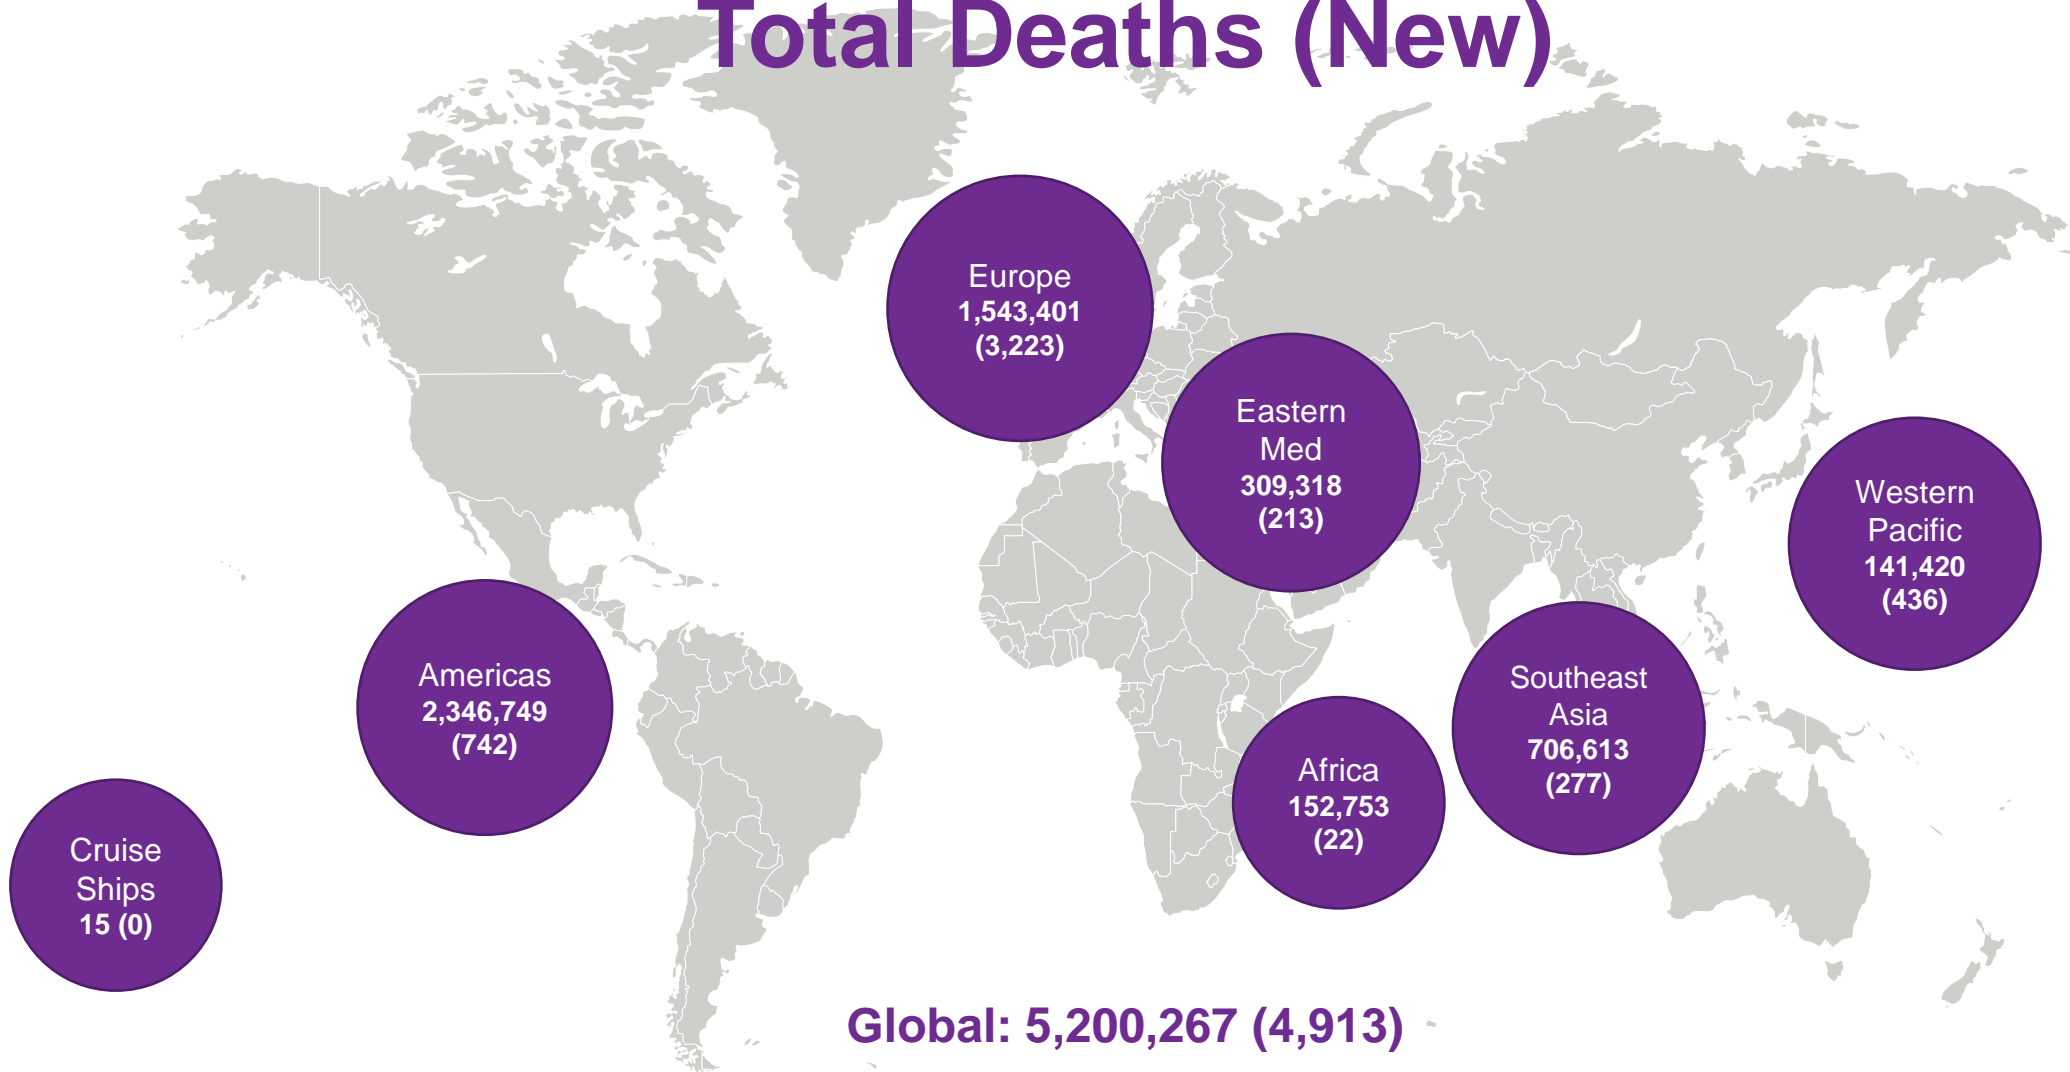 Total Deaths (New)
Europe
1,543,401
(3,223)
Eastern
Med
309,318
(213)
Western
Pacific
141,420
(436)
Americas
2,346,749
(742)
Southeast
Asia
706,613
(277)
Africa
152,753
(22)
Cruise
Ships
15 (0)
Global: 5,200,267 (4,913)